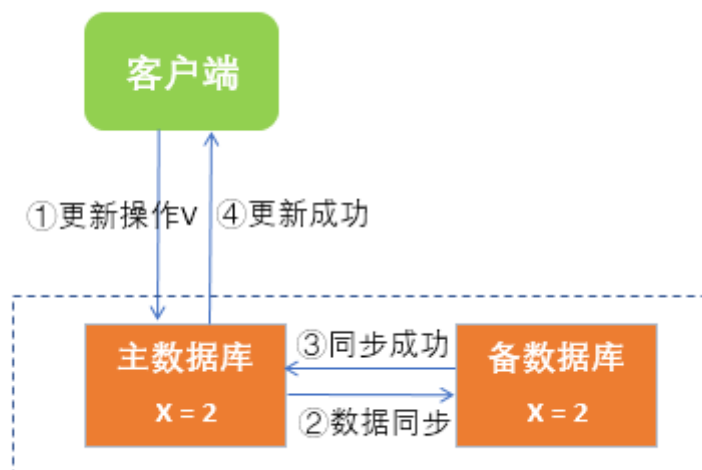 客户端
①更新操作v
④更新成功
主数据库
X = 2
③同步成功
②数据同步
备数据库
X = 2